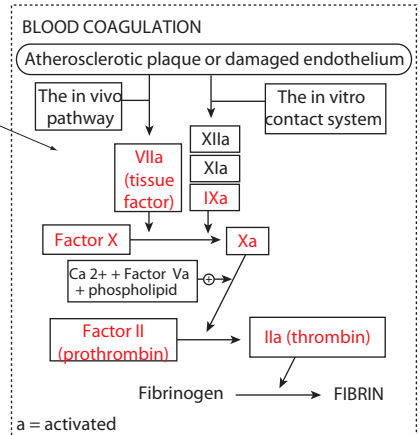 BLOOD COAGULATION
Atherosclerotic plaque or damaged endothelium
The in vivo
pathway
The in vitro
contact system
XIIa
XIa
IXa
VIIa
(tissue
factor)
Factor X
Xa
Ca 2+ + Factor Va
+ phospholipid
+
Factor II
(prothrombin)
IIa (thrombin)
Fibrinogen
FIBRIN
a = activated